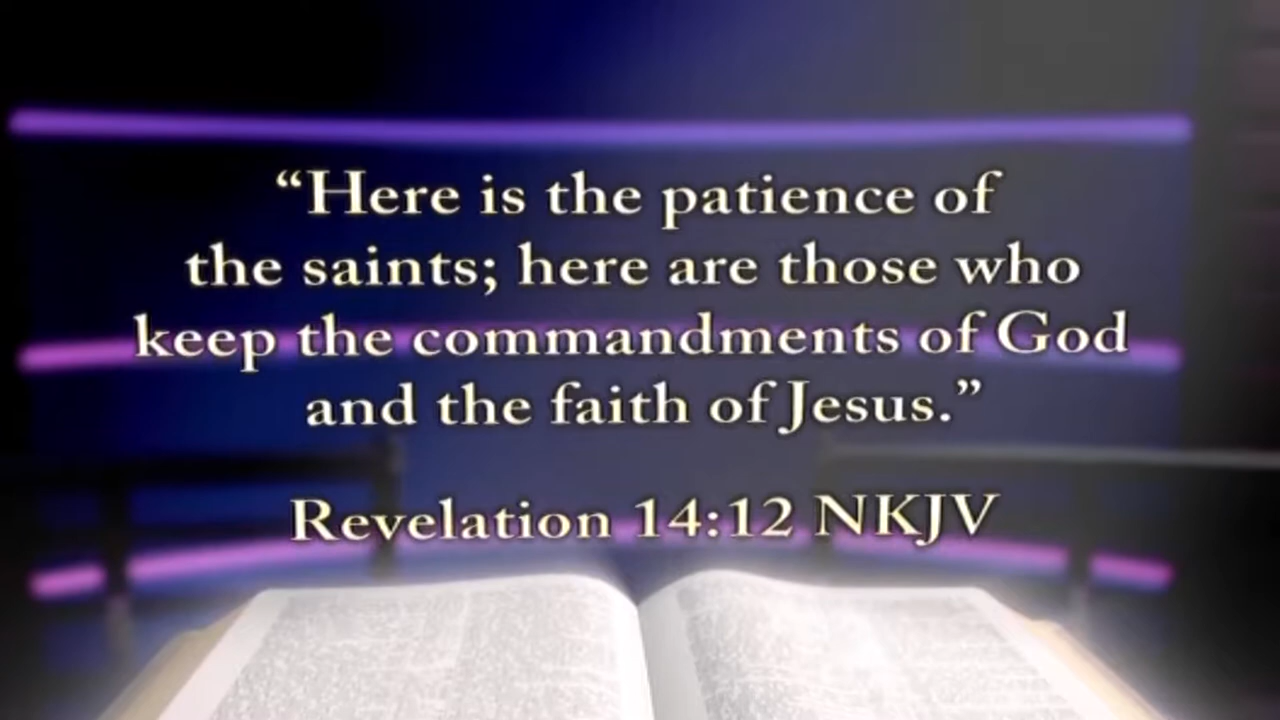 “Here is the patience of
the saints; here are those who
keep the commandments of God
and the faith of Jesus.”
Revelation 14:12 NKJV